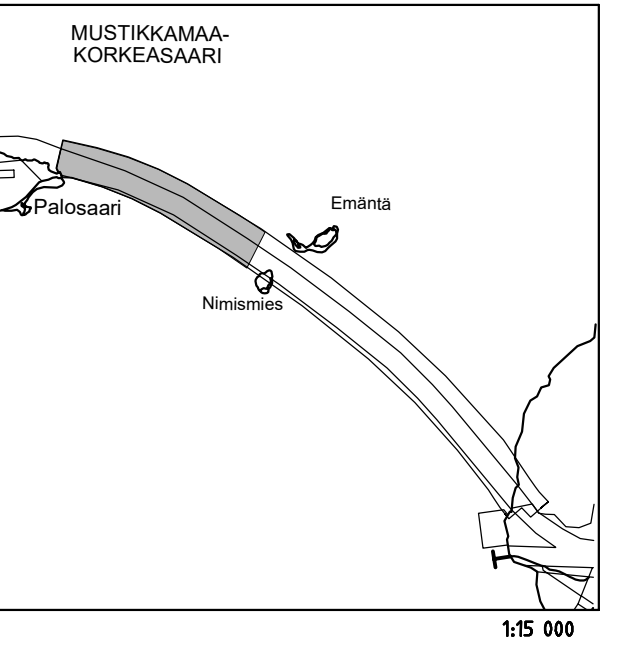 MUSTIKKAMAA-
KORKEASAARI
Emäntä
Palosaari
Nimismies
1:15 000